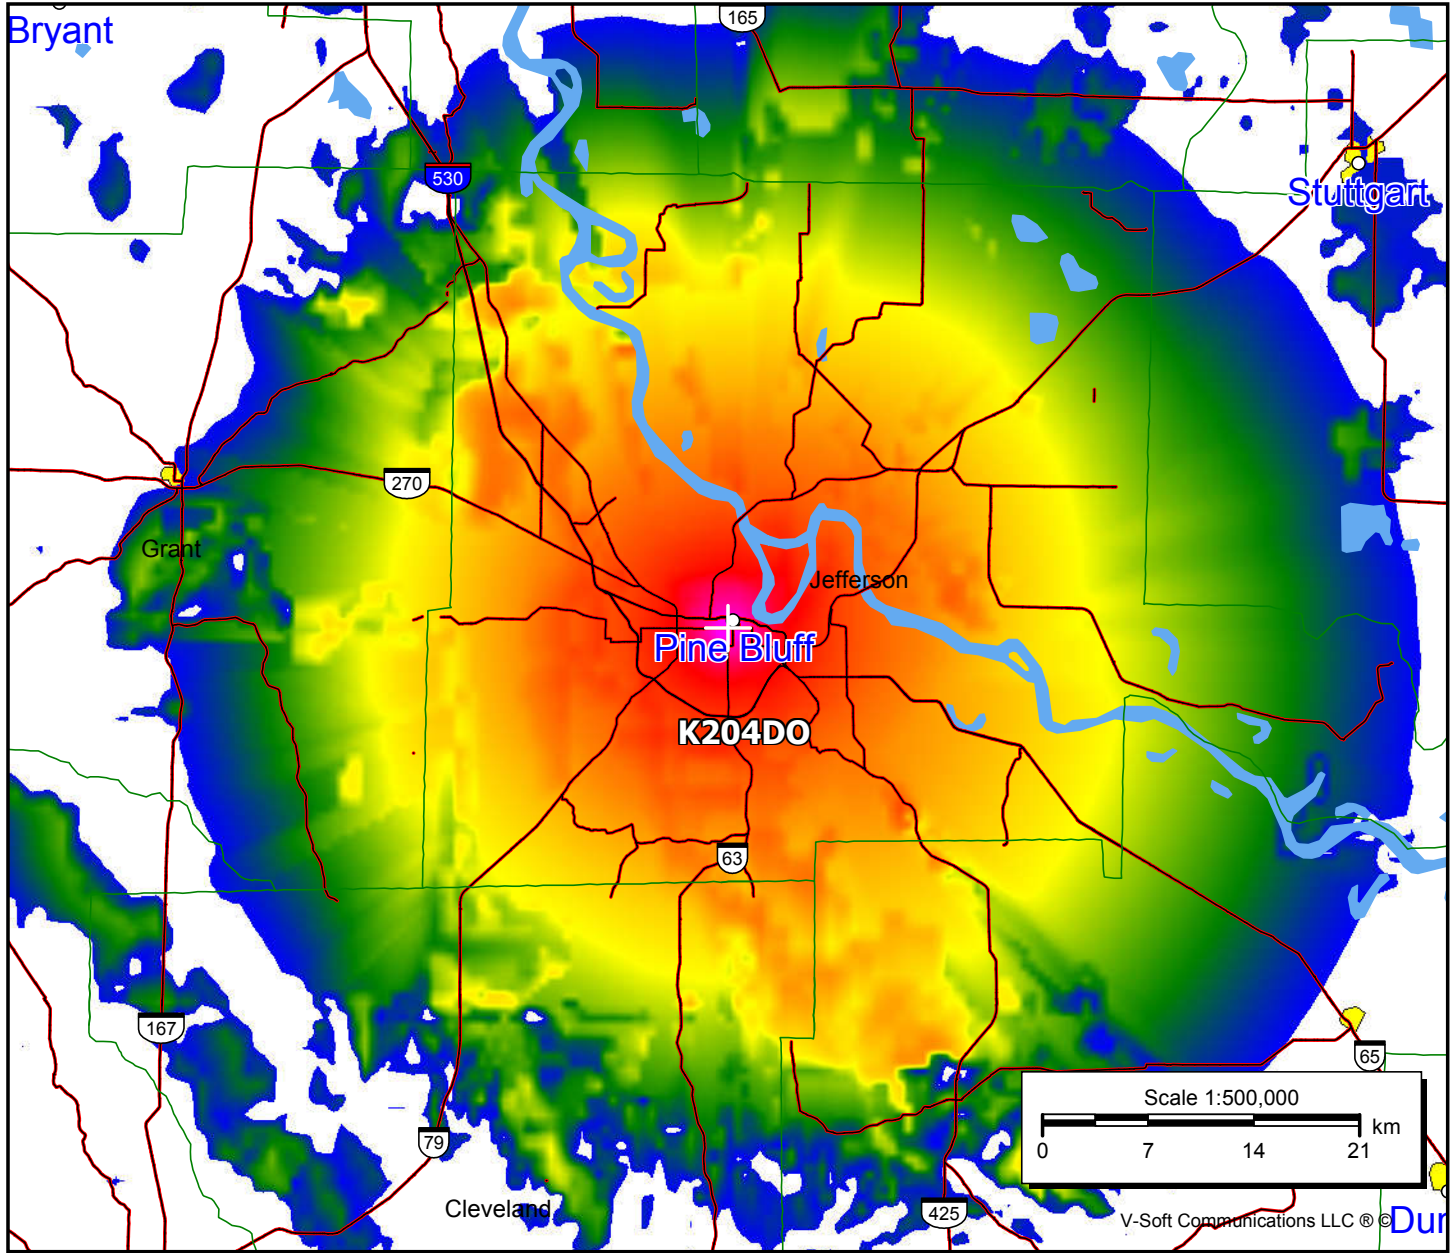 Bryant
165
530
Stuttgart
270
Grant
Jefferson
Pine Bluff
K204DO
63
167
65
Scale 1:500,000
km
0 7 14 21
79
Cleveland
425
V-Soft Communications LLC ® ©
Dur